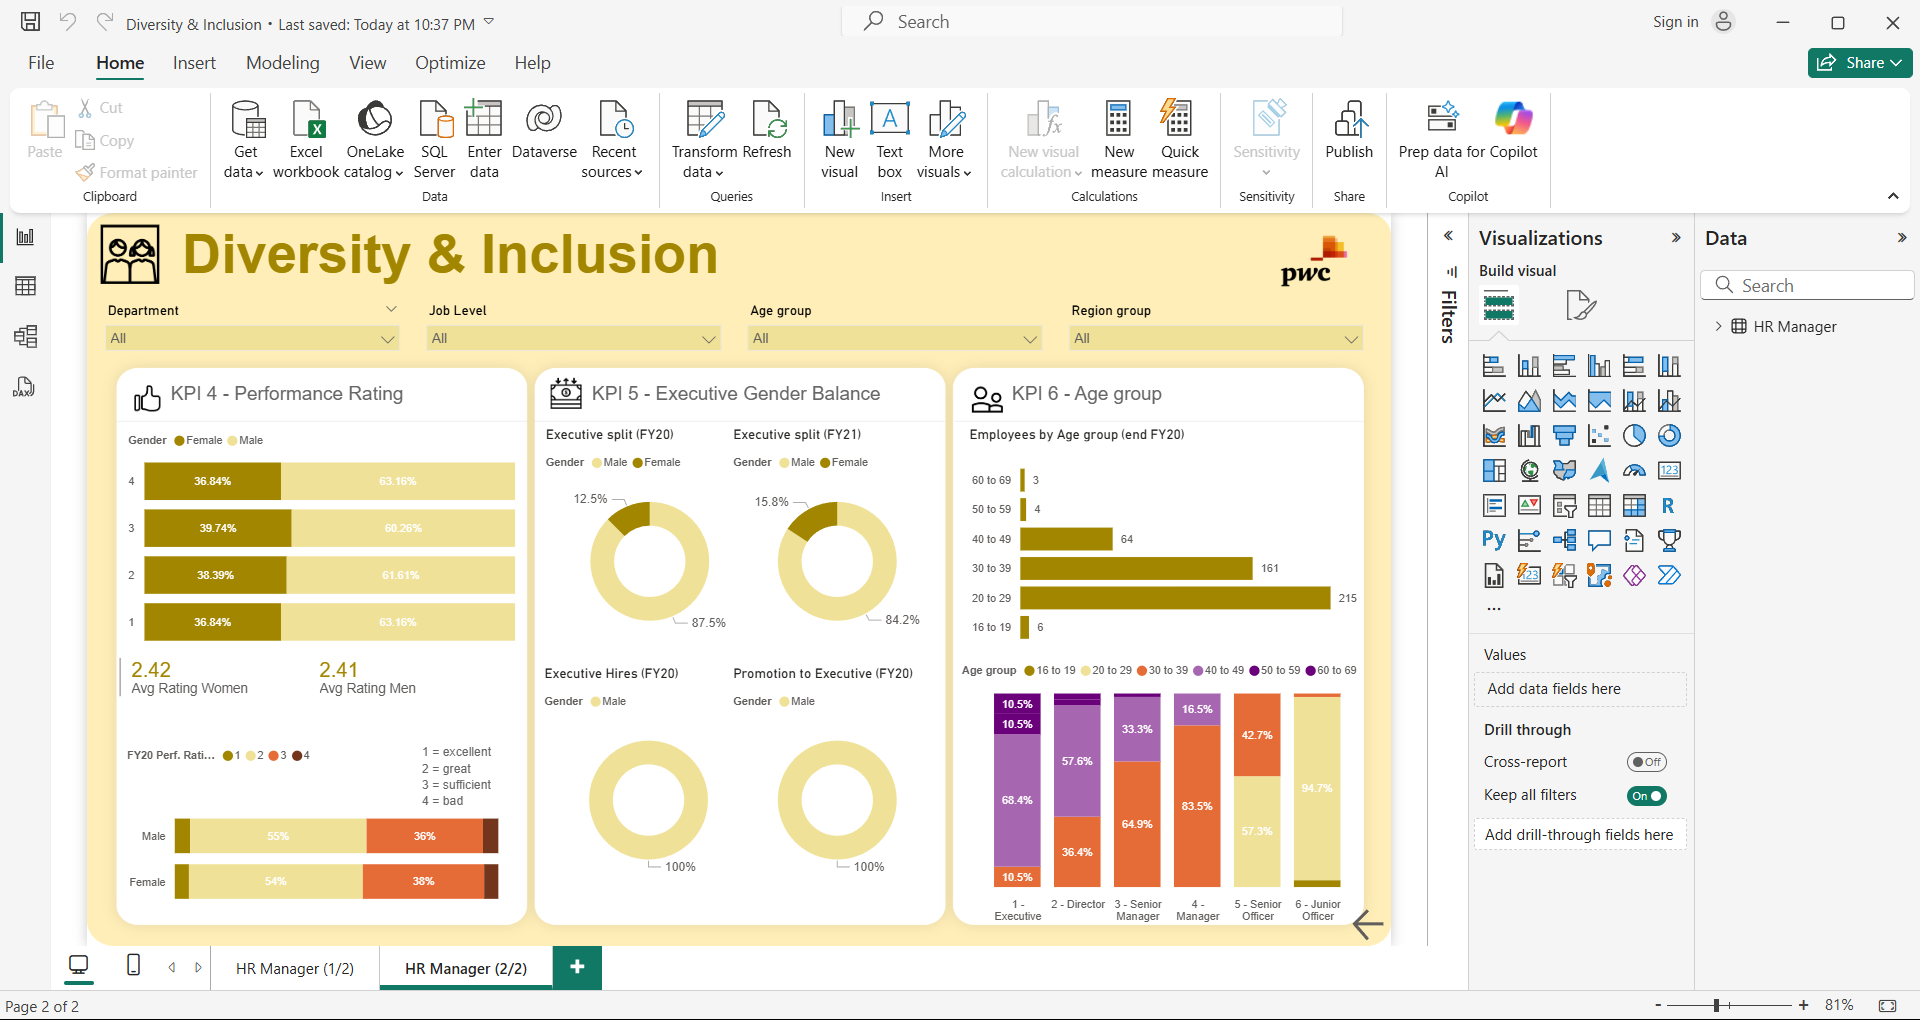 Diversity & Inclusion • Last saved: Today at 10:37 PM
Search
Sign in
File Home Insert Modeling View Optimize Help
Share
Paste
Cut
Copy
Format painter
Clipboard
Get data
Excel workbook
OneLake catalog
SQL Server
Enter data
Dataverse
Recent sources
Data
Transform data
Refresh
Queries
New visual
Text box
More visuals
Insert
New visual calculation
New measure
Quick measure
Calculations
Sensitivity
Sensitivity
Publish
Share
Prep data for AI
Copilot
Copilot
Diversity & Inclusion
pwc
Department
All
Job Level
All
Age group
All
Region group
All
KPI 4 - Performance Rating
Gender Female Male
4 36.84% 63.16%
3 39.74% 60.26%
2 38.39% 61.61%
1 36.84% 63.16%
2.42
Avg Rating Women
2.41
Avg Rating Men
FY20 Perf. Rati... 1 2 3 4
1 = excellent
2 = great
3 = sufficient
4 = bad
Male 55% 36%
Female 54% 38%
KPI 5 - Executive Gender Balance
Executive split (FY20)
Gender Male Female
12.5%
87.5%
Executive split (FY21)
Gender Male Female
15.8%
84.2%
Executive Hires (FY20)
Gender Male
100%
Promotion to Executive (FY20)
Gender Male
100%
KPI 6 - Age group
Employees by Age group (end FY20)
60 to 69 3
50 to 59 4
40 to 49 64
30 to 39 161
20 to 29 215
16 to 19 6
Age group 16 to 19 20 to 29 30 to 39 40 to 49 50 to 59 60 to 69
10.5%
10.5%
68.4%
10.5%
1 - Executive
57.6%
36.4%
2 - Director
33.3%
64.9%
3 - Senior Manager
16.5%
83.5%
4 - Manager
42.7%
57.3%
5 - Senior Officer
94.7%
6 - Junior Officer
Filters
Visualizations
Build visual
123
R
Py
123
...
Values
Add data fields here
Drill through
Cross-report
Off
Keep all filters
On
Add drill-through fields here
Data
Search
HR Manager
DAX
HR Manager (1/2)
HR Manager (2/2)
+
Page 2 of 2
- + 81%